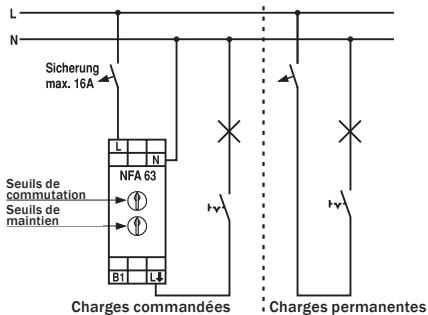 L
N
Sicherung
max. 16A
L
N
NFA 63
Seuils de
commutation
Seuils de
maintien
B1
L
Charges commandées
Charges permanentes